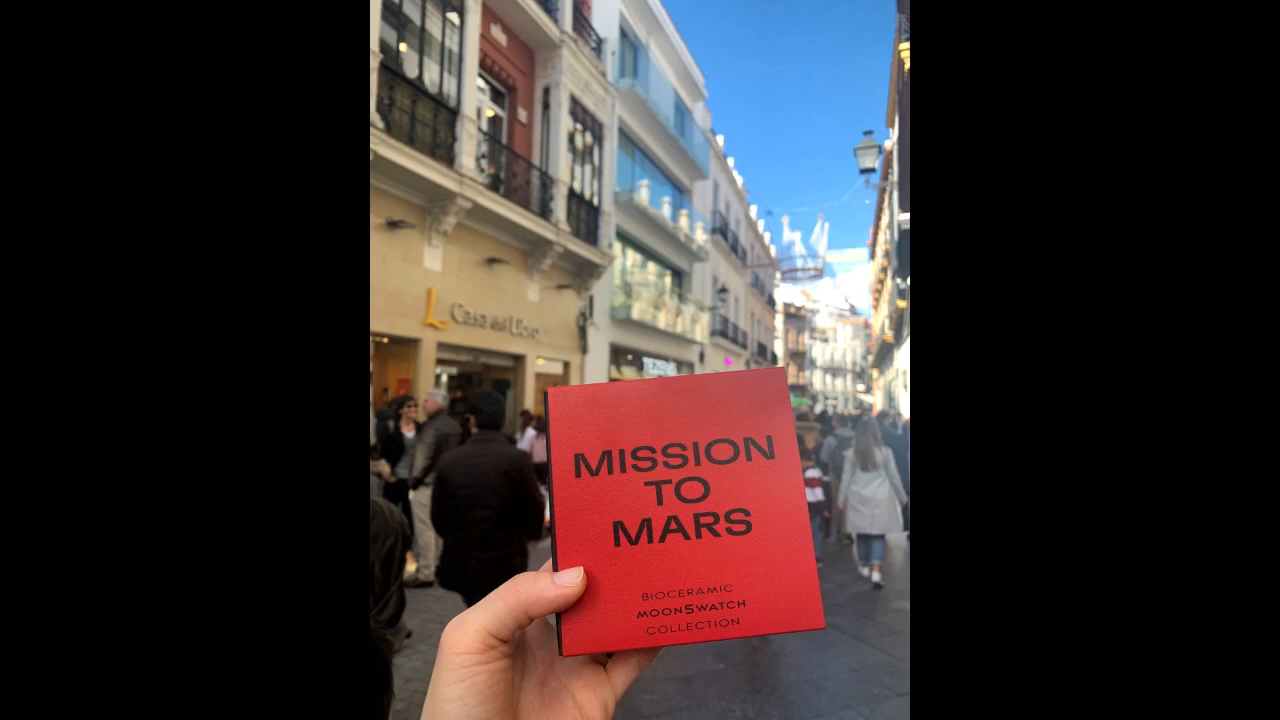 Casa del Libro
MISSION
TO
MARS
BIOCERAMIC
MOONSWATCH
COLLECTION